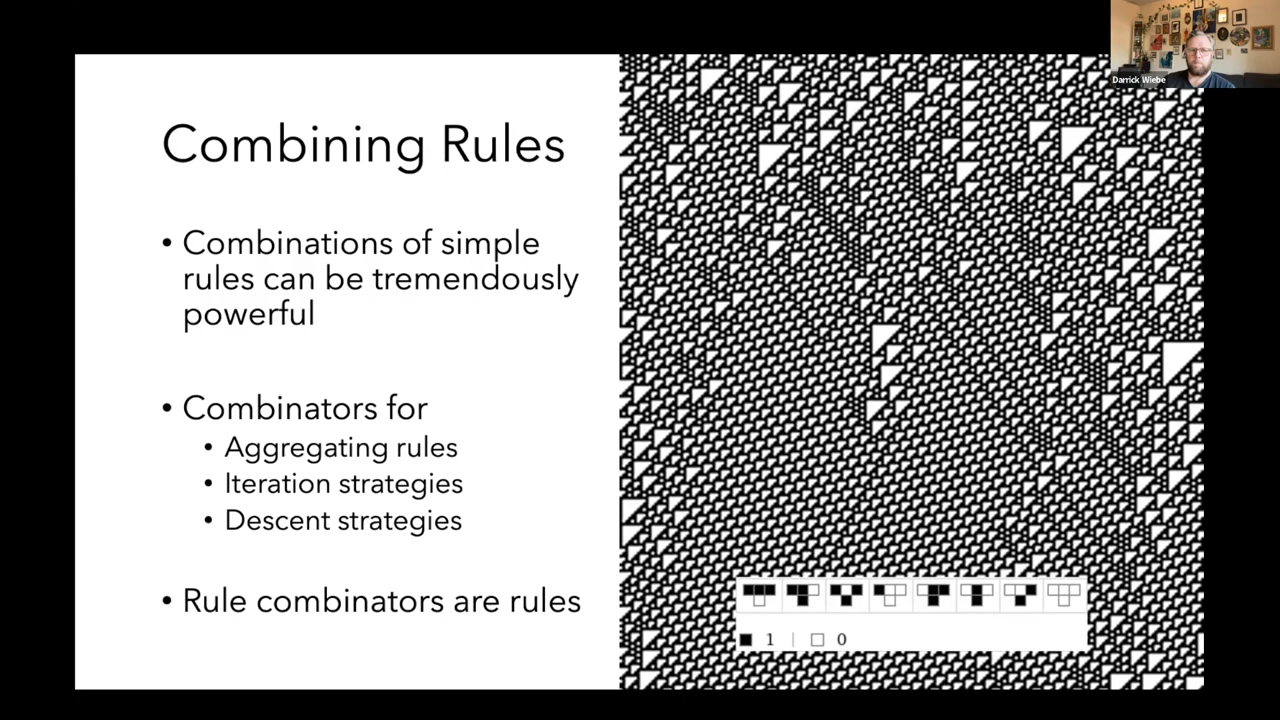 Combining Rules
• Combinations of simple
rules can be tremendously
powerful
• Combinators for
• Aggregating rules
• Iteration strategies
• Descent strategies
• Rule combinators are rules
1 | 0
Darrick Wiebe